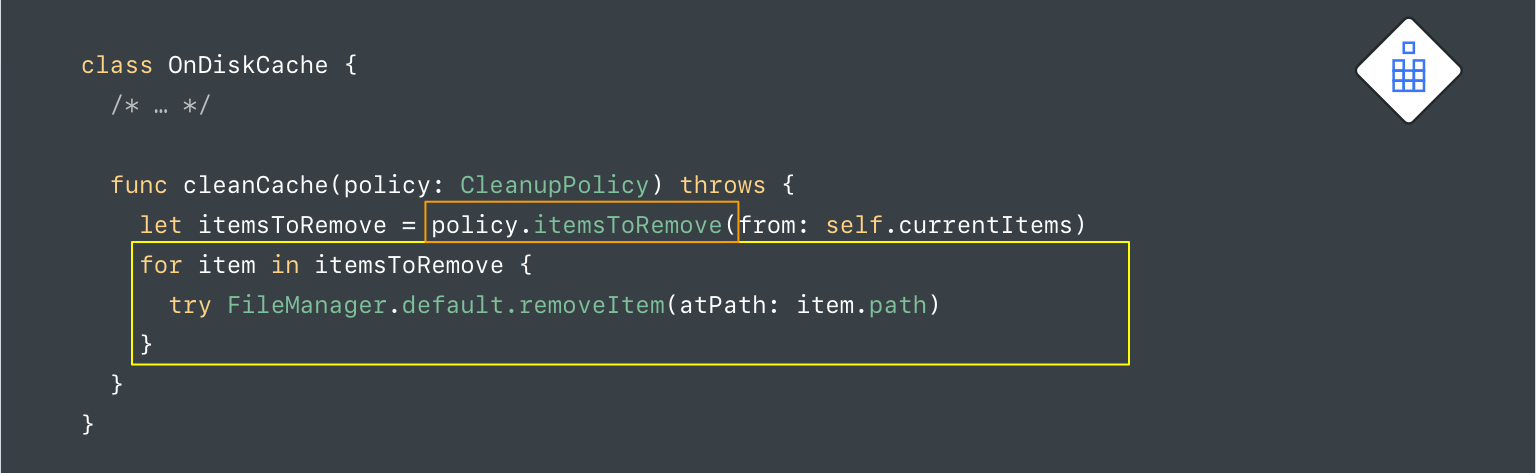 class OnDiskCache {
/* … */
func cleanCache(policy: CleanupPolicy) throws {
let itemsToRemove = policy.itemsToRemove(from: self.currentItems)
for item in itemsToRemove {
try FileManager.default.removeItem(atPath: item.path)
}
}
}